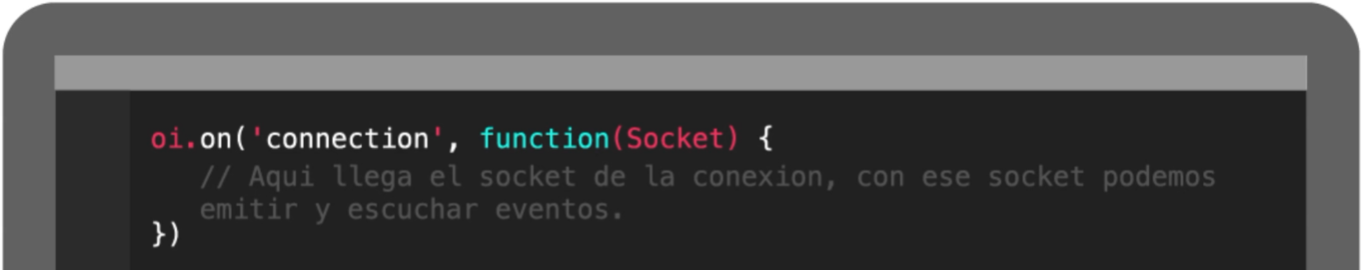 oi.on('connection', function(Socket) {
// Aqui llega el socket de la conexion, con ese socket podemos
emitir y escuchar eventos.
})